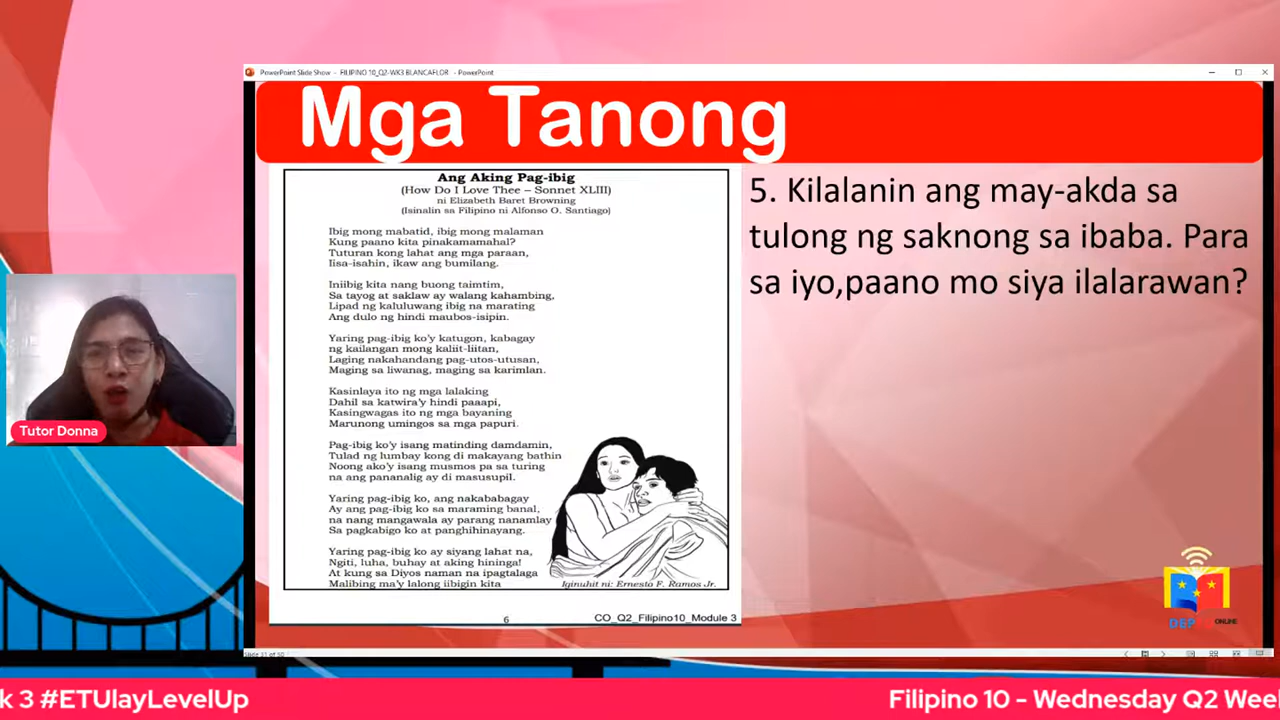 PowerPoint Slide Show - FILIPINO 10_Q2-WK3 BLANCAFLOR - PowerPoint
Mga Tanong
Ang Aking Pag-ibig
(How Do I Love Thee – Sonnet XLIII)
ni Elizabeth Baret Browning
(Isinalin sa Filipino ni Alfonso O. Santiago)
Ibig mong mabatid, ibig mong malaman
Kung paano kita pinakamamahal?
Tuturan kong lahat ang mga paraan,
Iisa-isahin, ikaw ang bumilang.
Iniibig kita nang buong taimtim,
Sa tayog at saklaw ay walang kahambing,
Lipad ng kaluluwang ibig na marating
Ang dulo ng hindi maubos-isipin.
Yaring pag-ibig ko'y katugon, kabagay
ng kailangan mong kaliit-liitan,
Laging nakahandang pag-utos-utusan,
Maging sa liwanag, maging sa karimlan.
Kasinlaya ito ng mga lalaking
Dahil sa katwira'y hindi paaapi,
Kasingwagas ito ng mga bayaning
Marunong umingos sa mga papuri.
Pag-ibig ko'y isang matinding damdamin,
Tulad ng lumbay kong di makayang bathin
Noong ako'y isang musmos pa sa turing
na ang pananalig ay di masusupil.
Yaring pag-ibig ko, ang nakababagay
Ay ang pag-ibig ko sa maraming banal,
na nang mangawala ay parang nanamlay
Sa pagkabigo ko at panghihinayang.
Yaring pag-ibig ko ay siyang lahat na,
Ngiti, luha, buhay at aking hininga!
At kung sa Diyos naman na ipagtalaga
Malibing ma'y lalong iibigin kita
Iginuhit ni: Ernesto F. Ramos Jr.
6
CO_Q2_Filipino10_Module 3
5. Kilalanin ang may-akda sa
tulong ng saknong sa ibaba. Para
sa iyo,paano mo siya ilalarawan?
Tutor Donna
ONLINE
Slide 31 of 50
k 3 #ETUlayLevelUp
Filipino 10 - Wednesday Q2 Week